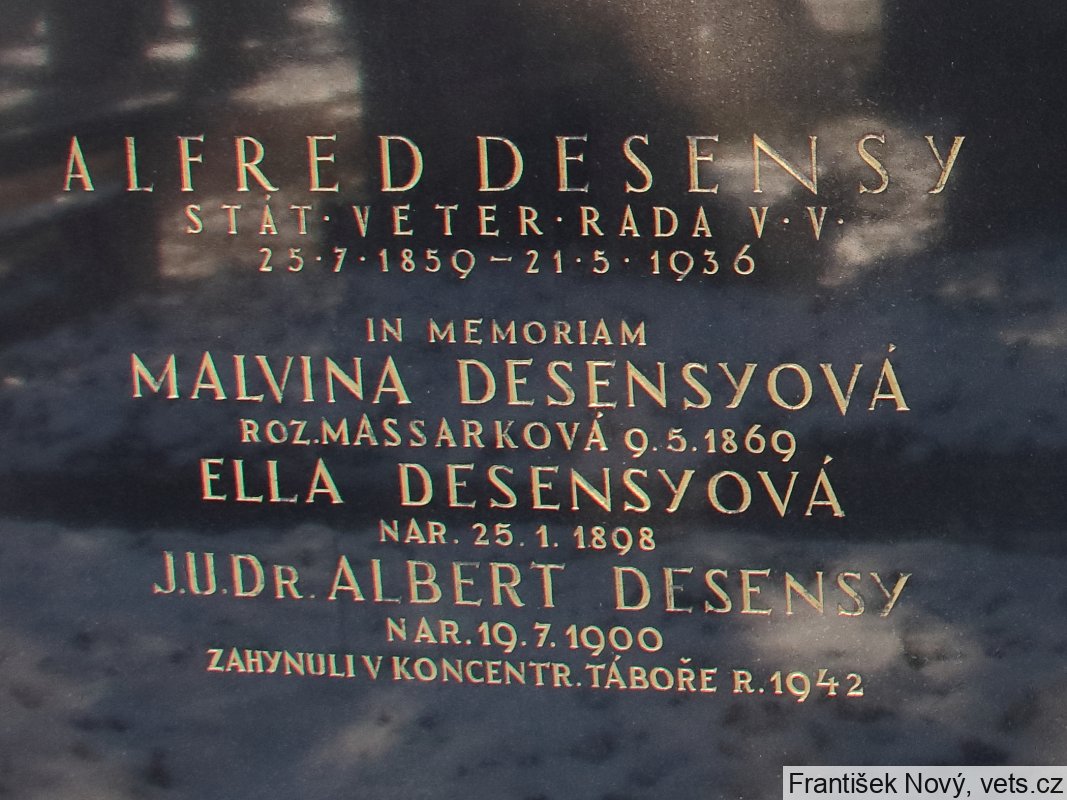 ALFRED DESENSY
STÁT·VETER·RADA V·V·
25·7·1859–21·5·1936
IN MEMORIAM
MALVINA DESENSYOVÁ
ROZ.MASSARKOVÁ 9.5.1869
ELLA DESENSYOVÁ
NAR. 25.1.1898
J.U.DR. ALBERT DESENSY
NAR. 19.7.1900
ZAHYNULI V KONCENTR. TÁBOŘE R.1942
František Nový, vets.cz